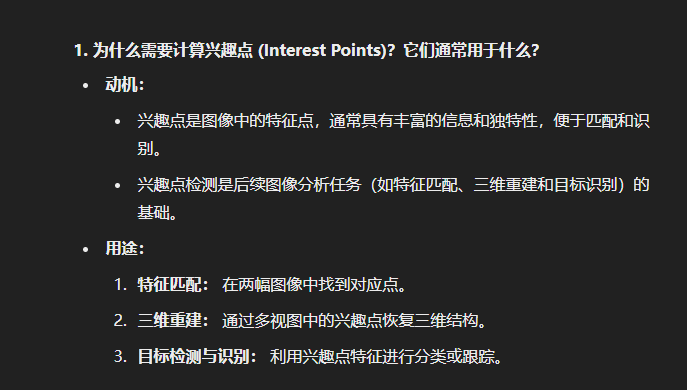 1. 为什么需要计算兴趣点 (Interest Points)？它们通常用于什么？
• 动机：
• 兴趣点是图像中的特征点，通常具有丰富的信息和独特性，便于匹配和识
别。
• 兴趣点检测是后续图像分析任务（如特征匹配、三维重建和目标识别）的
基础。
• 用途：
1. 特征匹配： 在两幅图像中找到对应点。
2. 三维重建： 通过多视图中的兴趣点恢复三维结构。
3. 目标检测与识别： 利用兴趣点特征进行分类或跟踪。